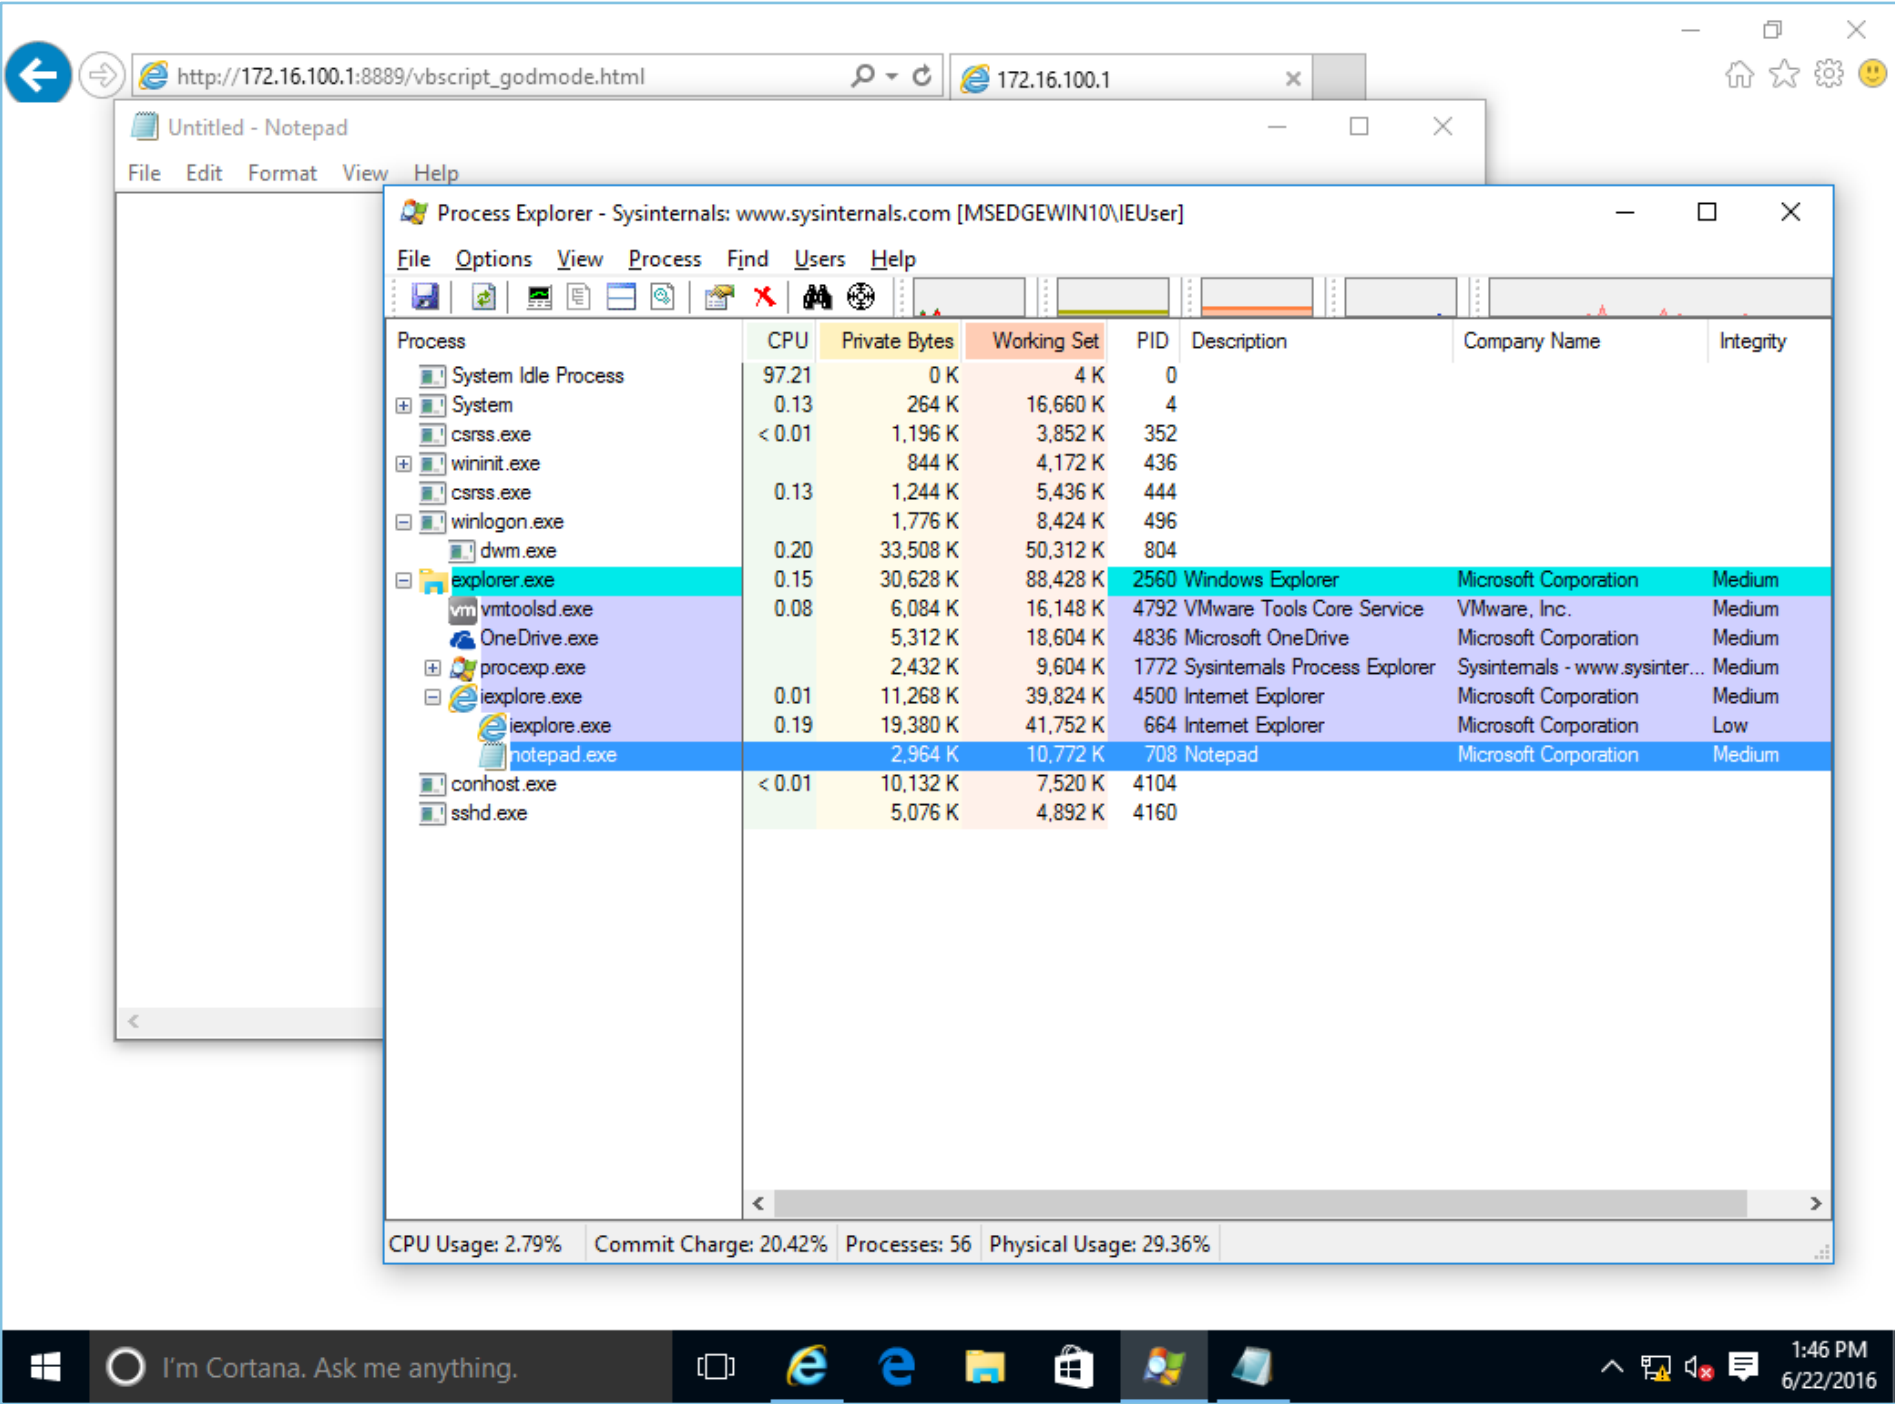 http://172.16.100.1:8889/vbscript_godmode.html
172.16.100.1
Untitled - Notepad
File Edit Format View Help
Process Explorer - Sysinternals: www.sysinternals.com [MSEDGEWIN10\IEUser]
File Options View Process Find Users Help
Process CPU Private Bytes Working Set PID Description Company Name Integrity
System Idle Process 97.21 0 K 4 K 0
System 0.13 264 K 16,660 K 4
csrss.exe < 0.01 1,196 K 3,852 K 352
wininit.exe 844 K 4,172 K 436
csrss.exe 0.13 1,244 K 5,436 K 444
winlogon.exe 1,776 K 8,424 K 496
dwm.exe 0.20 33,508 K 50,312 K 804
explorer.exe 0.15 30,628 K 88,428 K 2560 Windows Explorer Microsoft Corporation Medium
vm vmtoolsd.exe 0.08 6,084 K 16,148 K 4792 VMware Tools Core Service VMware, Inc. Medium
OneDrive.exe 5,312 K 18,604 K 4836 Microsoft OneDrive Microsoft Corporation Medium
procexp.exe 2,432 K 9,604 K 1772 Sysinternals Process Explorer Sysinternals - www.sysinter... Medium
iexplore.exe 0.01 11,268 K 39,824 K 4500 Internet Explorer Microsoft Corporation Medium
iexplore.exe 0.19 19,380 K 41,752 K 664 Internet Explorer Microsoft Corporation Low
notepad.exe 2,964 K 10,772 K 708 Notepad Microsoft Corporation Medium
conhost.exe < 0.01 10,132 K 7,520 K 4104
sshd.exe 5,076 K 4,892 K 4160
CPU Usage: 2.79% Commit Charge: 20.42% Processes: 56 Physical Usage: 29.36%
I'm Cortana. Ask me anything.
1:46 PM
6/22/2016